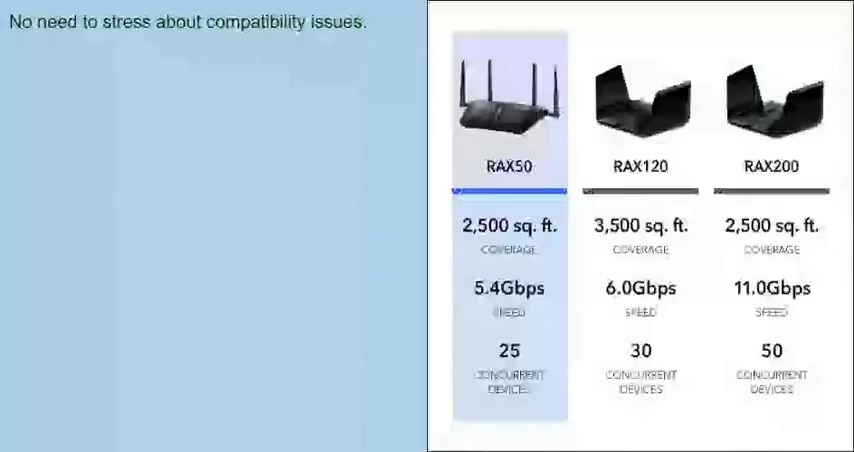 No need to stress about compatibility issues.
RAX50 RAX120 RAX200
2,500 sq. ft. 3,500 sq. ft. 2,500 sq. ft.
COVERAGE COVERAGE COVERAGE
5.4Gbps 6.0Gbps 11.0Gbps
SPEED SPEED SPEED
25 30 50
CONCURRENT CONCURRENT CONCURRENT
DEVICES DEVICES DEVICES